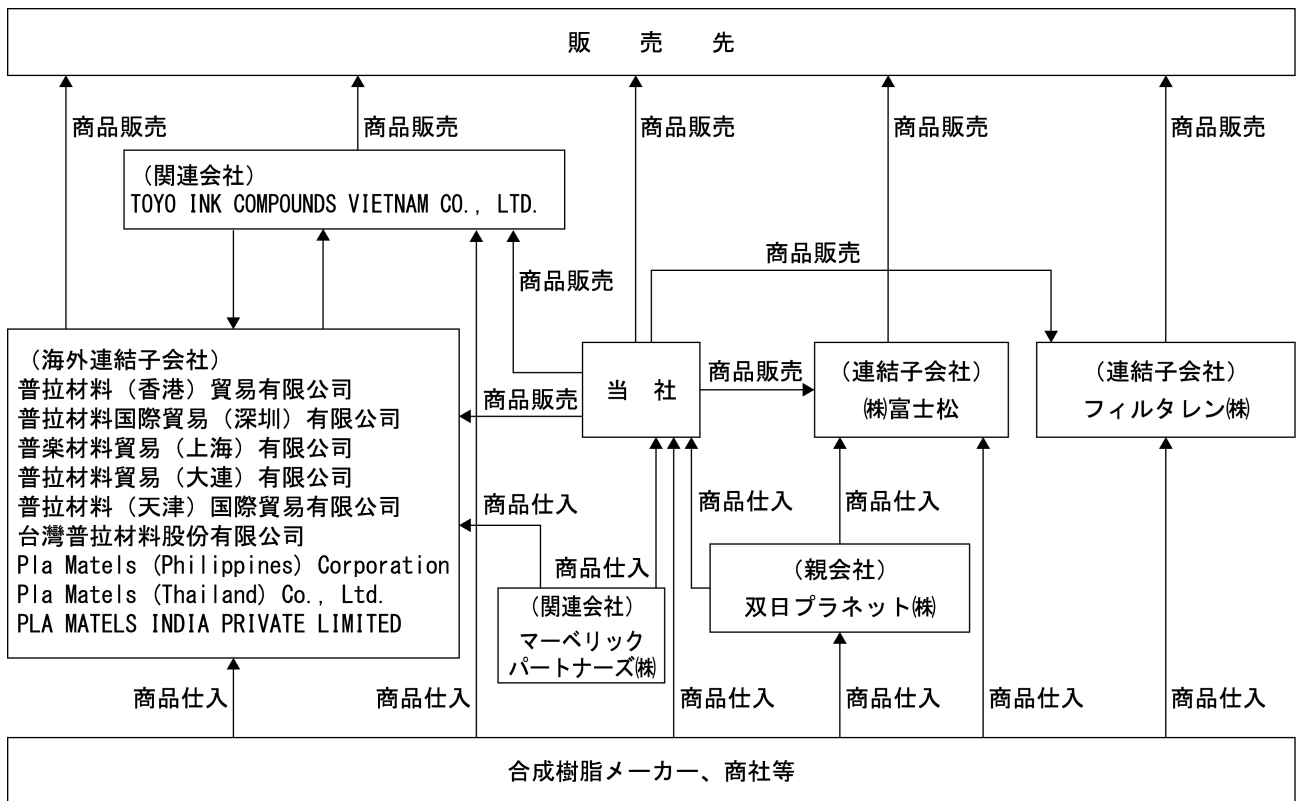 販売先
商品販売
商品販売
商品販売
商品販売
商品販売
（関連会社）
TOYO INK COMPOUNDS VIETNAM CO., LTD.
商品販売
商品販売
（海外連結子会社）
普拉材料（香港）貿易有限公司
普拉材料国際貿易（深圳）有限公司
普楽材料貿易（上海）有限公司
普拉材料貿易（大連）有限公司
普拉材料（天津）国際貿易有限公司
台灣普拉材料股份有限公司
Pla Matels (Philippines) Corporation
Pla Matels (Thailand) Co., Ltd.
PLA MATELS INDIA PRIVATE LIMITED
商品販売
当社
商品販売
（連結子会社）
㈱富士松
（連結子会社）
フィルタレン㈱
商品仕入
商品仕入
商品仕入
商品仕入
（関連会社）
マーベリック
パートナーズ㈱
（親会社）
双日プラネット㈱
商品仕入
商品仕入
商品仕入
商品仕入
商品仕入
商品仕入
合成樹脂メーカー、商社等